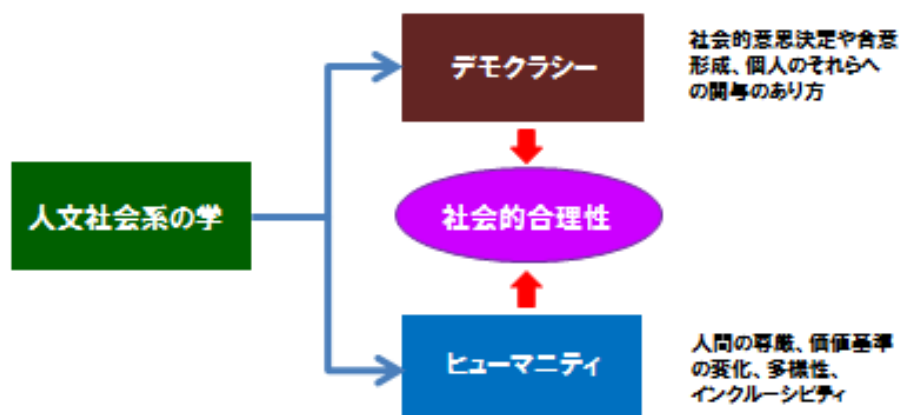 デモクラシー
社会的意思決定や合意
形成、個人のそれらへ
の関与のあり方
人文社会系の学
社会的合理性
ヒューマニティ
人間の尊厳、価値基準
の変化、多様性、
インクルーシビティ